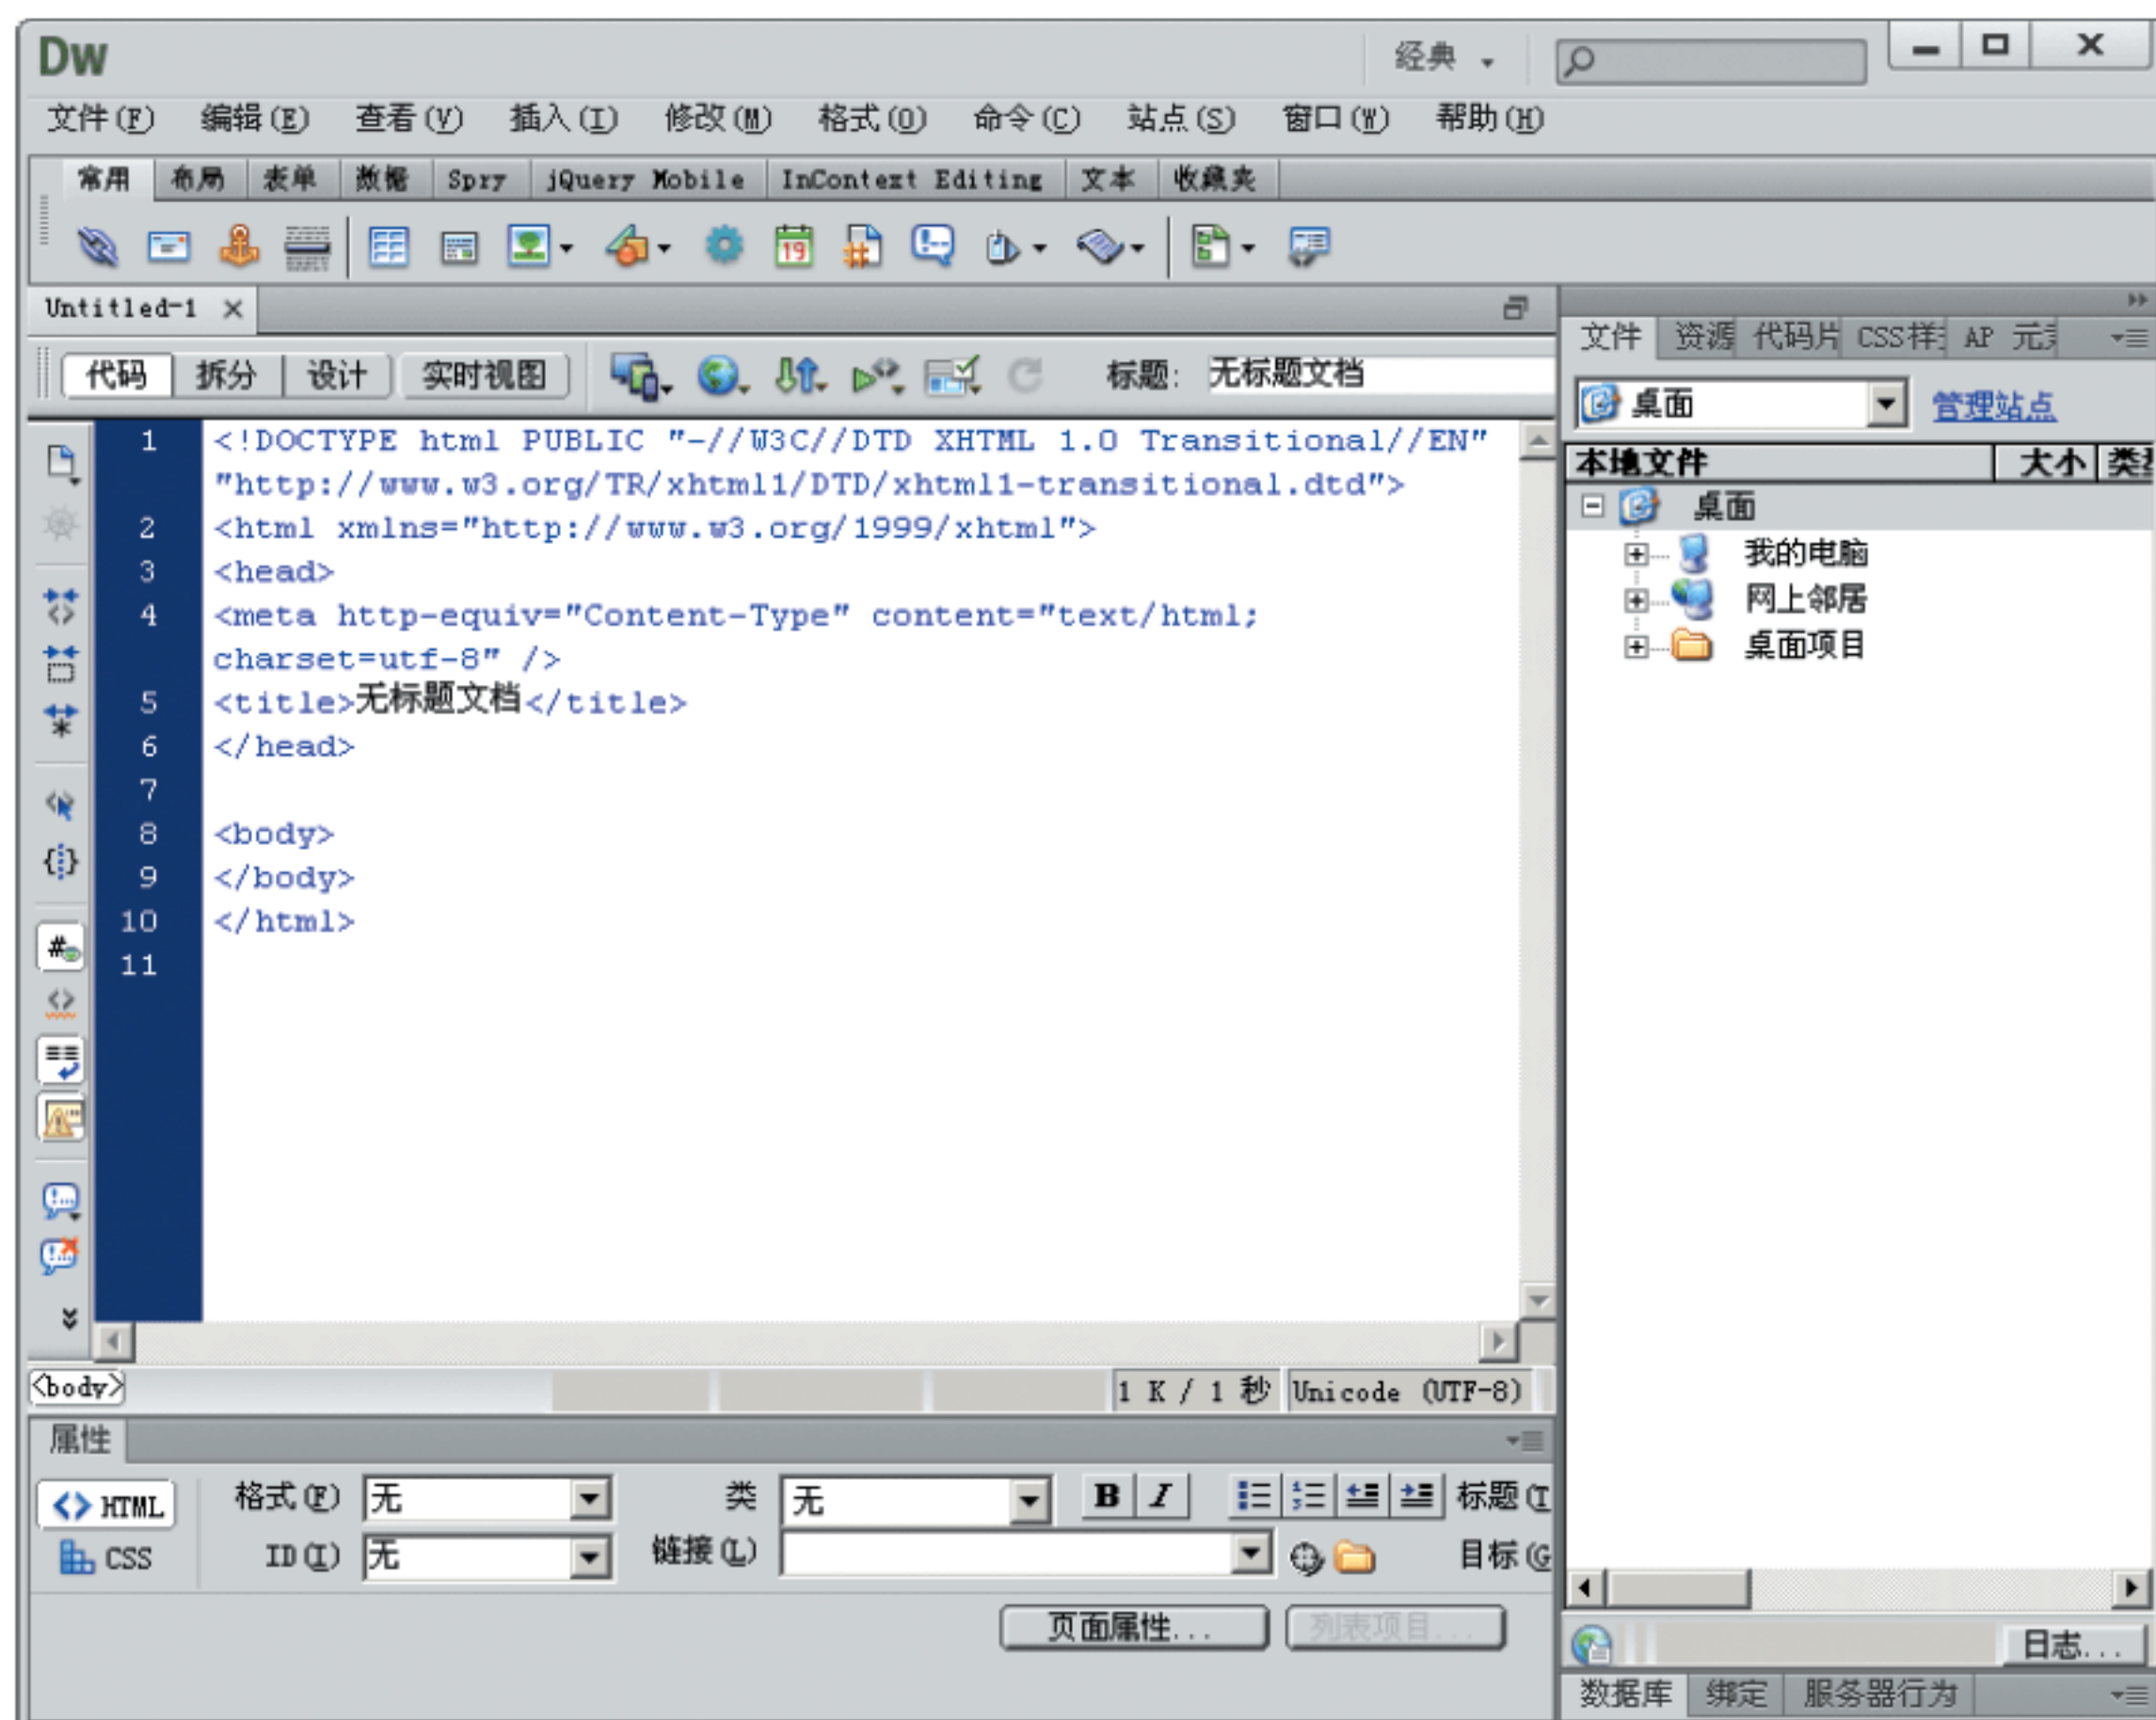 Dw
经典
文件(F) 编辑(E) 查看(V) 插入(I) 修改(M) 格式(O) 命令(C) 站点(S) 窗口(W) 帮助(H)
常用 布局 表单 数据 Spry jQuery Mobile InContext Editing 文本 收藏夹
19
Untitled-1
代码 拆分 设计 实时视图 标题: 无标题文档
1 <!DOCTYPE html PUBLIC "-//W3C//DTD XHTML 1.0 Transitional//EN"
"http://www.w3.org/TR/xhtml1/DTD/xhtml1-transitional.dtd">
2 <html xmlns="http://www.w3.org/1999/xhtml">
3 <head>
4 <meta http-equiv="Content-Type" content="text/html;
charset=utf-8" />
5 <title>无标题文档</title>
6 </head>
7
8 <body>
9 </body>
10 </html>
11
<body> 1 K / 1 秒 Unicode (UTF-8)
属性
HTML 格式(F) 无 类 无 B I 标题(T
CSS ID(I) 无 链接(L) 目标(G
页面属性... 列表项目...
文件 资源 代码片 CSS样 AP 元
桌面 管理站点
本地文件 大小 类
桌面
我的电脑
网上邻居
桌面项目
日志...
数据库 绑定 服务器行为